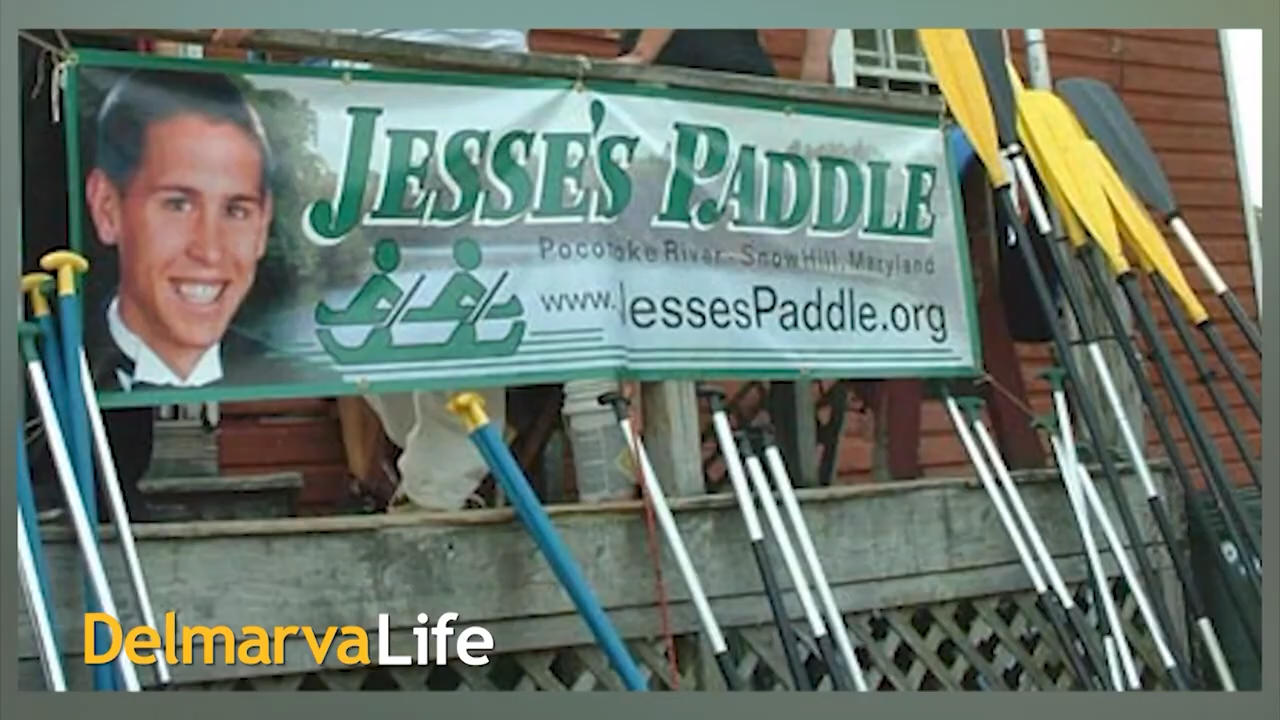 JESSE'S PADDLE
Pocomoke River - Snow Hill, Maryland
www.JessesPaddle.org
DelmarvaLife